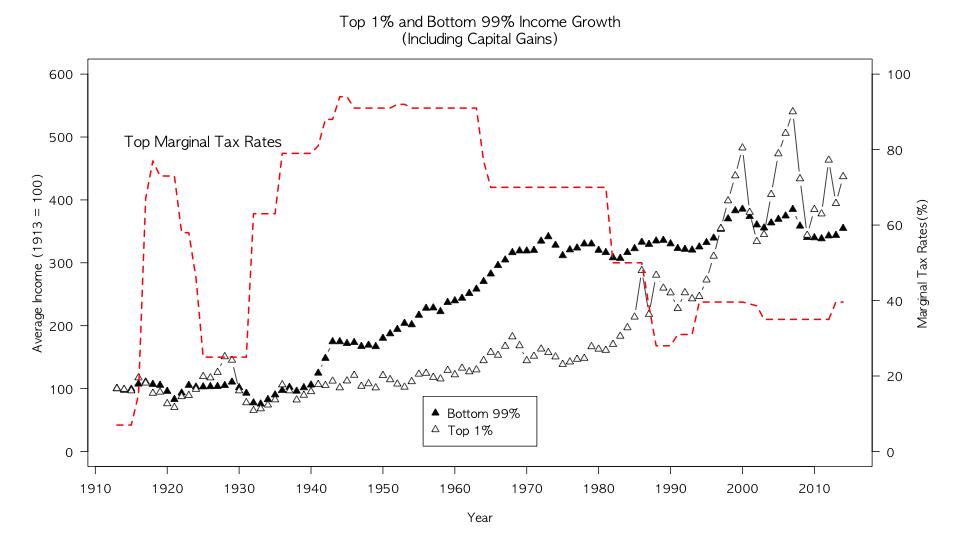 Top 1% and Bottom 99% Income Growth
(Including Capital Gains)
600
500
400
300
200
100
0
Average Income (1913 = 100)
Top Marginal Tax Rates
100
80
60
40
20
0
Marginal Tax Rates(%)
Bottom 99%
Top 1%
1910 1920 1930 1940 1950 1960 1970 1980 1990 2000 2010
Year